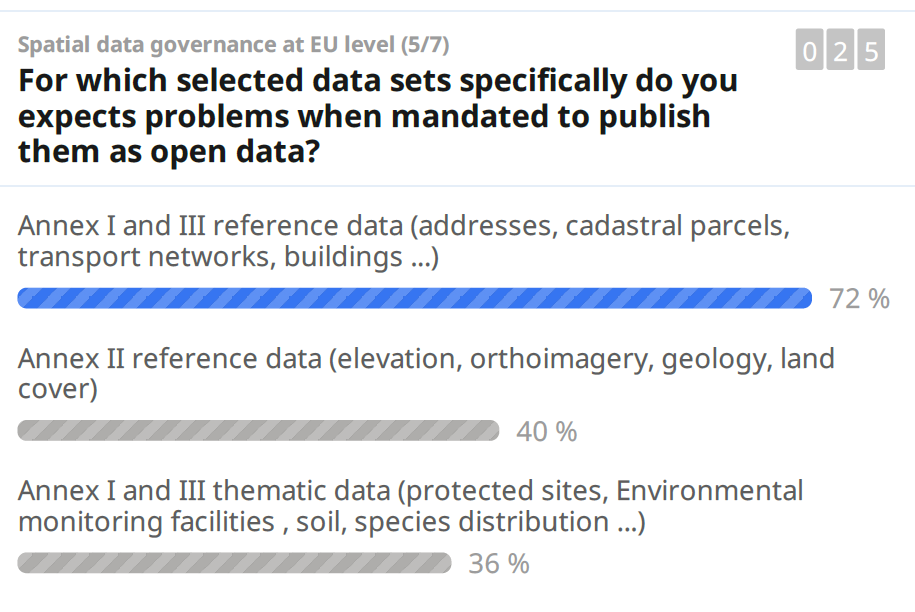 Spatial data governance at EU level (5/7)
0 2 5
For which selected data sets specifically do you
expects problems when mandated to publish
them as open data?
Annex I and III reference data (addresses, cadastral parcels,
transport networks, buildings ...)
72 %
Annex II reference data (elevation, orthoimagery, geology, land
cover)
40 %
Annex I and III thematic data (protected sites, Environmental
monitoring facilities , soil, species distribution ...)
36 %